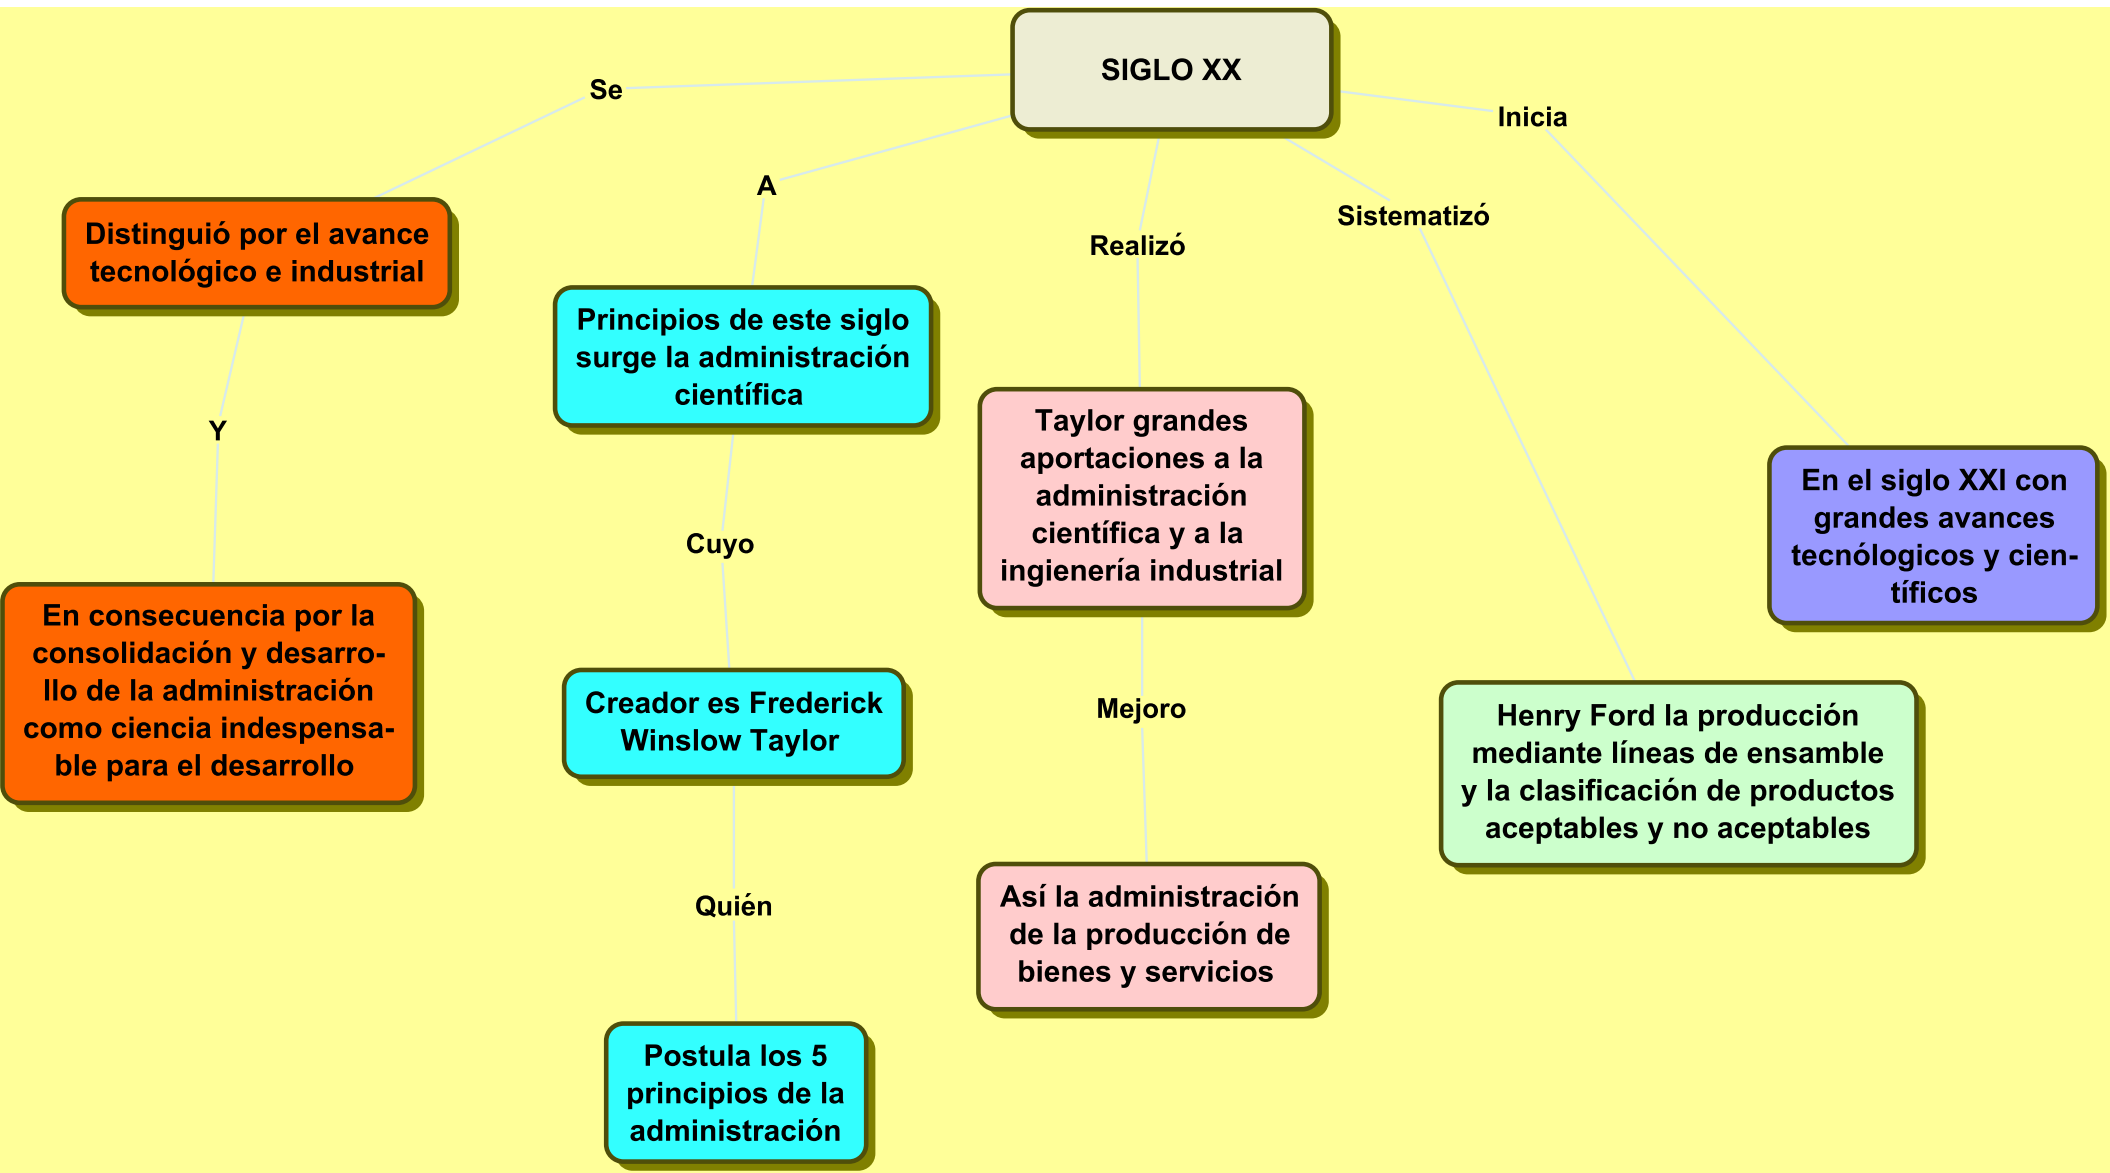 SIGLO XX
Se
Distinguió por el avance
tecnológico e industrial
Y
En consecuencia por la
consolidación y desarro-
llo de la administración
como ciencia indespensa-
ble para el desarrollo
A
Principios de este siglo
surge la administración
científica
Cuyo
Creador es Frederick
Winslow Taylor
Quién
Postula los 5
principios de la
administración
Realizó
Taylor grandes
aportaciones a la
administración
científica y a la
ingienería industrial
Mejoro
Así la administración
de la producción de
bienes y servicios
Sistematizó
Henry Ford la producción
mediante líneas de ensamble
y la clasificación de productos
aceptables y no aceptables
Inicia
En el siglo XXI con
grandes avances
tecnólogicos y cien-
tíficos